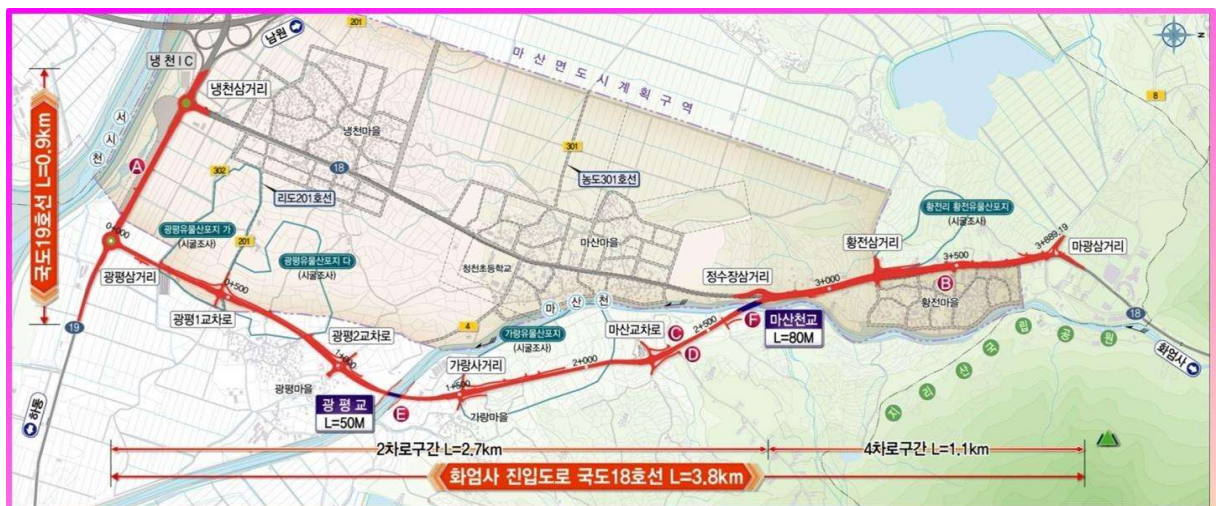 201
남원
냉천IC
냉천삼거리
마산면도시계획구역
N
8
서시천
냉천마을
301
국도19호선 L=0.9km
A
302
18
농도301호선
리도201호선
황전리 황전유물산포지
(시굴조사)
0+000
광평유물산포지 가
(시굴조사)
201
마산마을
황전삼거리
3+889.19
마광삼거리
광평유물산포지 다
(시굴조사)
청천초등학교
정수장삼거리
3+000
3+500
B
광평삼거리
0+500
황전마을
마산천
광평1교차로
4
가랑유물산포지
(시굴조사)
마산교차로
C
2+500
F
마산천교
L=80M
18
19
광평2교차로
D
지리산국립공원
화엄사
1+000
가랑사거리
2+000
1+500
광평마을
광평교
L=50M
E
가랑마을
하동
2차로구간 L=2.7km
4차로구간 L=1.1km
화엄사 진입도로 국도18호선 L=3.8km